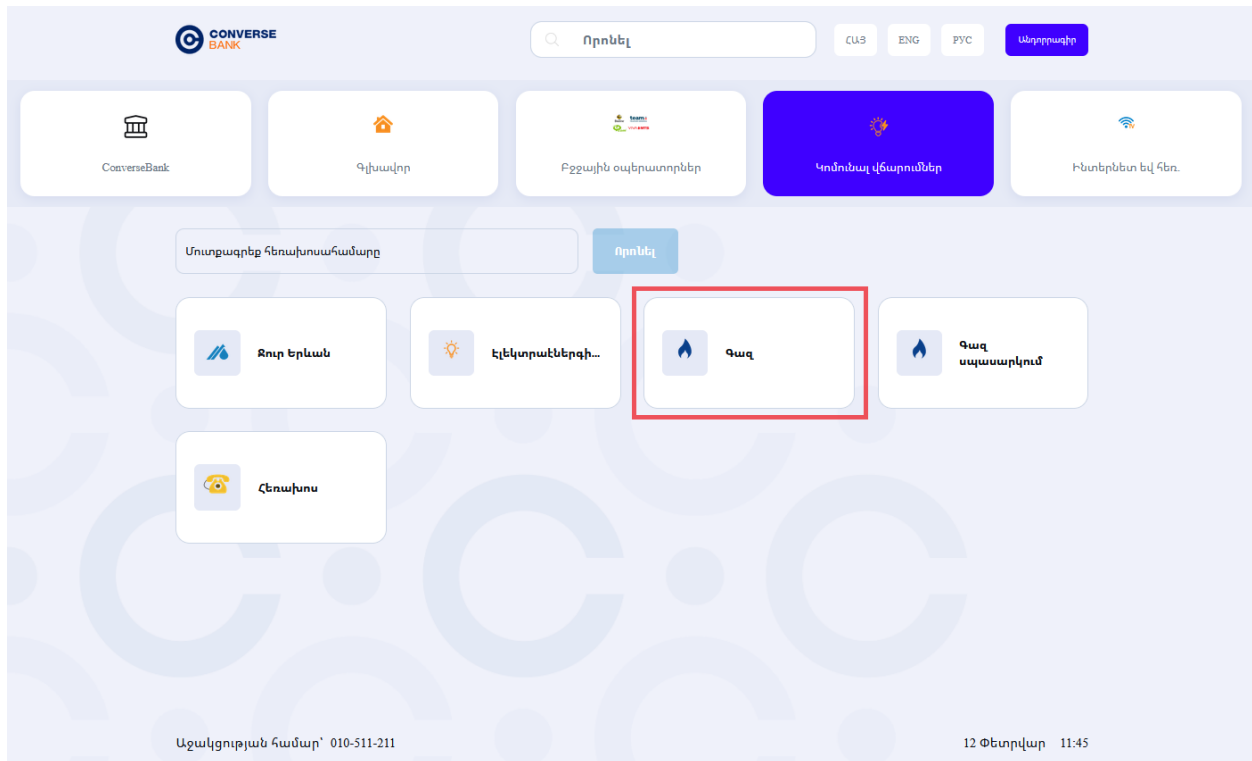 CONVERSE
BANK
Որոնել
ՀԱՅ
ENG
РУС
Անդորրագիր
ConverseBank
Գլխավոր
Բջջային օպերատորներ
Կոմունալ վճարումներ
Ինտերնետ եվ հեռ.
Մուտքագրեք հեռախոսահամարը
Որոնել
Ջուր Երևան
Էլեկտրաէներգի...
Գազ
Գազ
սպասարկում
Հեռախոս
Աջակցության համար՝ 010-511-211
12 Փետրվար 11:45